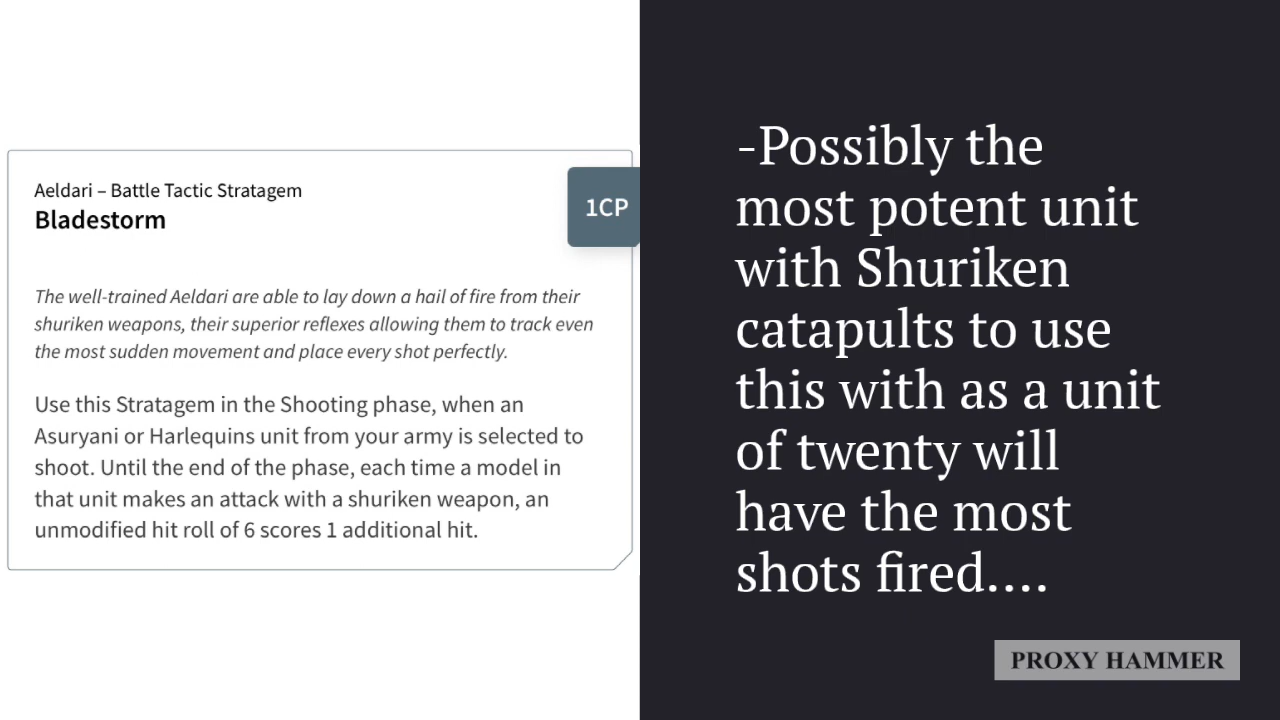 Aeldari – Battle Tactic Stratagem
Bladestorm
1CP
The well-trained Aeldari are able to lay down a hail of fire from their
shuriken weapons, their superior reflexes allowing them to track even
the most sudden movement and place every shot perfectly.
Use this Stratagem in the Shooting phase, when an
Asuryani or Harlequins unit from your army is selected to
shoot. Until the end of the phase, each time a model in
that unit makes an attack with a shuriken weapon, an
unmodified hit roll of 6 scores 1 additional hit.
-Possibly the
most potent unit
with Shuriken
catapults to use
this with as a unit
of twenty will
have the most
shots fired....
PROXY HAMMER